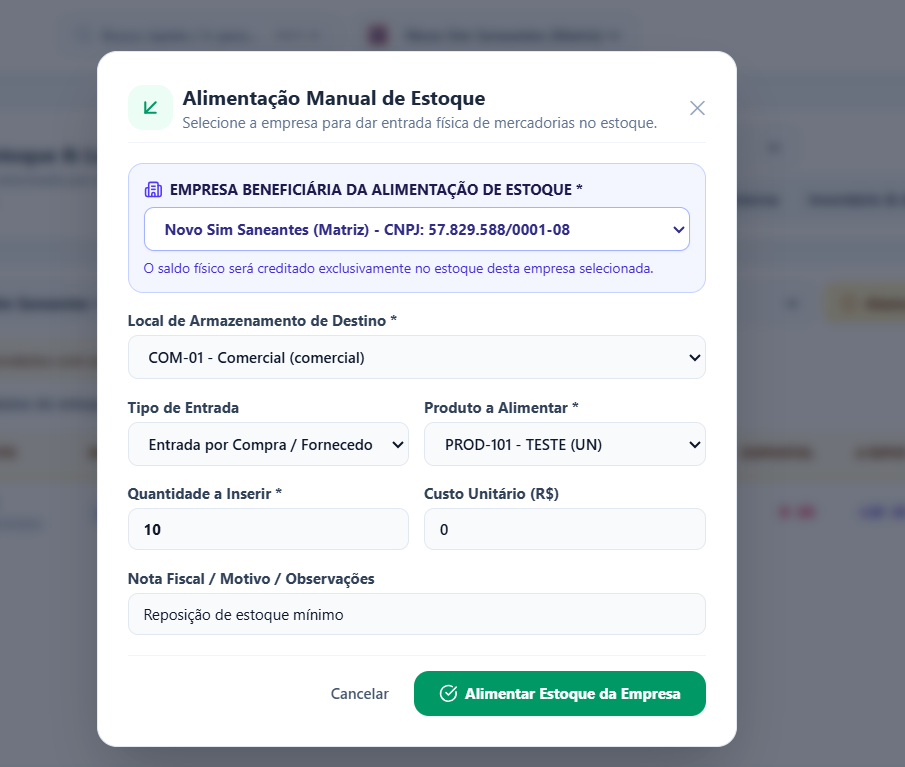 Alimentação Manual de Estoque
Selecione a empresa para dar entrada física de mercadorias no estoque.
EMPRESA BENEFICIÁRIA DA ALIMENTAÇÃO DE ESTOQUE *
Novo Sim Saneantes (Matriz) - CNPJ: 57.829.588/0001-08
O saldo físico será creditado exclusivamente no estoque desta empresa selecionada.
Local de Armazenamento de Destino *
COM-01 - Comercial (comercial)
Tipo de Entrada
Produto a Alimentar *
Entrada por Compra / Fornecedo
PROD-101 - TESTE (UN)
Quantidade a Inserir *
Custo Unitário (R$)
10
0
Nota Fiscal / Motivo / Observações
Reposição de estoque mínimo
Cancelar
Alimentar Estoque da Empresa